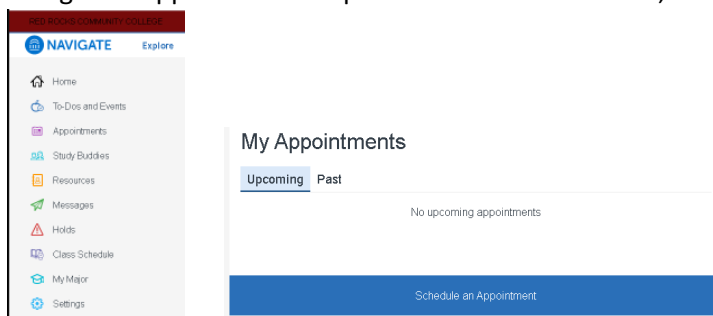 RED ROCKS COMMUNITY COLLEGE
NAVIGATE Explore
Home
To-Dos and Events
Appointments
Study Buddies
Resources
Messages
Holds
Class Schedule
My Major
Settings
My Appointments
Upcoming Past
No upcoming appointments
Schedule an Appointment